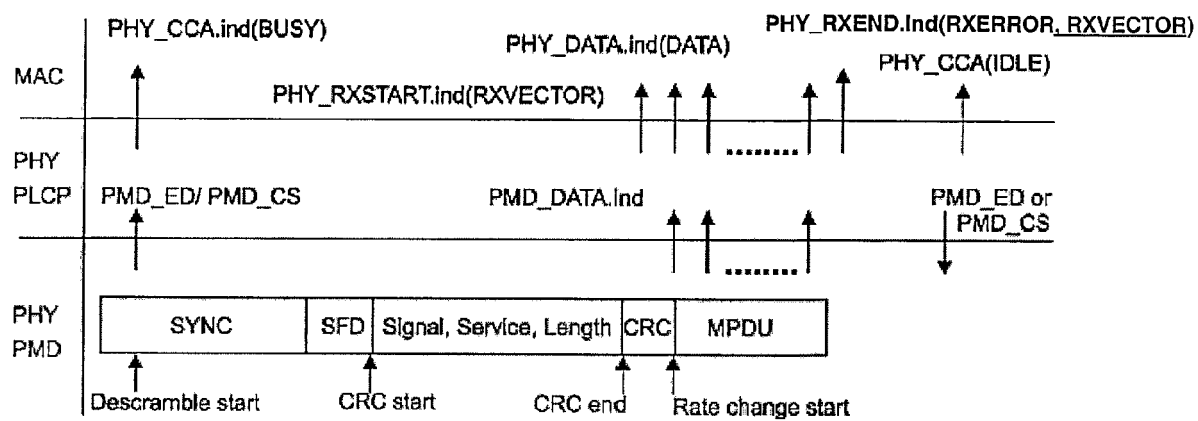 PHY_CCA.ind(BUSY)
PHY_DATA.ind(DATA)
PHY_RXEND.Ind(RXERROR, RXVECTOR)
PHY_CCA(IDLE)
MAC
PHY_RXSTART.ind(RXVECTOR)
PHY
PLCP
PMD_ED/ PMD_CS
PMD_DATA.Ind
PMD_ED or
PMD_CS
PHY
PMD
SYNC
SFD
Signal, Service, Length
CRC
MPDU
Descramble start
CRC start
CRC end
Rate change start